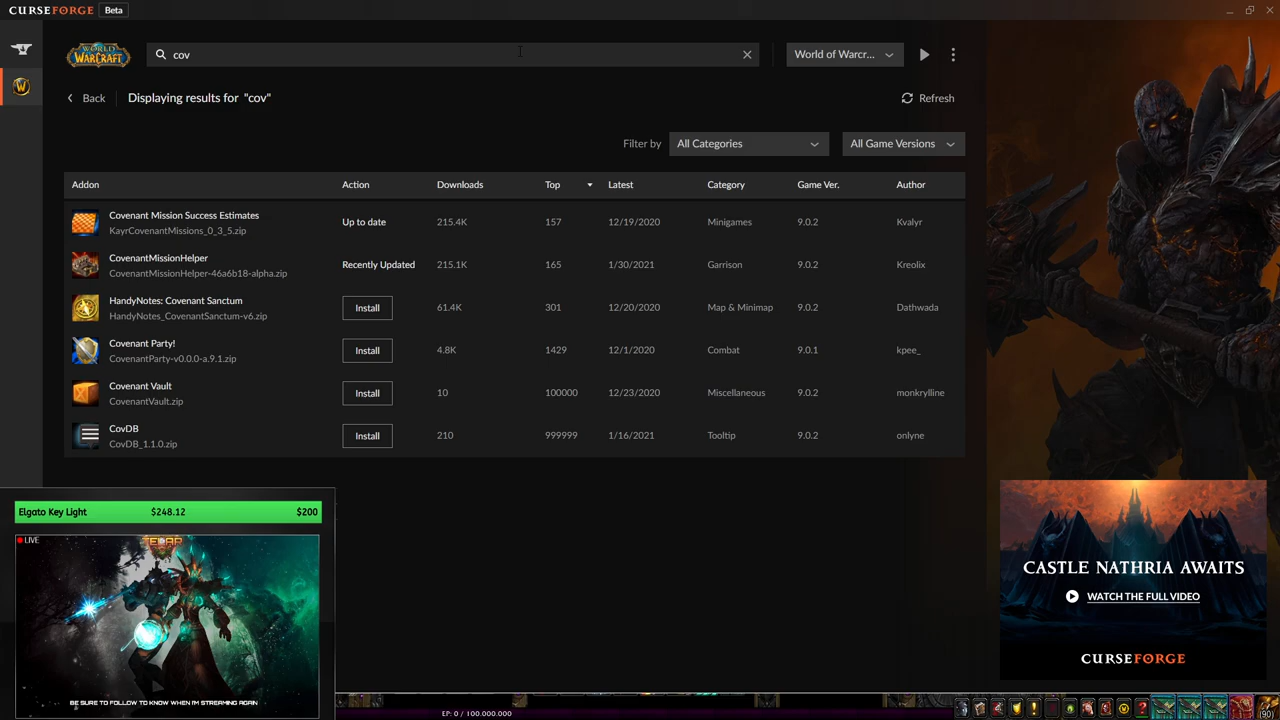 CURSEFORGE Beta
WORLD WARCRAFT
cov
World of Warcr...
Back Displaying results for "cov"
Refresh
Filter by All Categories All Game Versions
Addon Action Downloads Top Latest Category Game Ver. Author
Covenant Mission Success Estimates
KayrCovenantMissions_0_3_5.zip
Up to date 215.4K 157 12/19/2020 Minigames 9.0.2 Kvalyr
CovenantMissionHelper
CovenantMissionHelper-46a6b18-alpha.zip
Recently Updated 215.1K 165 1/30/2021 Garrison 9.0.2 Kreolix
HandyNotes: Covenant Sanctum
HandyNotes_CovenantSanctum-v6.zip
Install 61.4K 301 12/20/2020 Map & Minimap 9.0.2 Dathwada
Covenant Party!
CovenantParty-v0.0.0-a.9.1.zip
Install 4.8K 1429 12/1/2020 Combat 9.0.1 kpee_
Covenant Vault
CovenantVault.zip
Install 10 100000 12/23/2020 Miscellaneous 9.0.2 monkrylline
CovDB
CovDB_1.1.0.zip
Install 210 999999 1/16/2021 Tooltip 9.0.2 onlyne
Elgato Key Light $248.12 $200
LIVE
BE SURE TO FOLLOW TO KNOW WHEN IM STREAMING AGAIN
CASTLE NATHRIA AWAITS
WATCH THE FULL VIDEO
CURSEFORGE
EP: 0 / 100.000.000
(90)